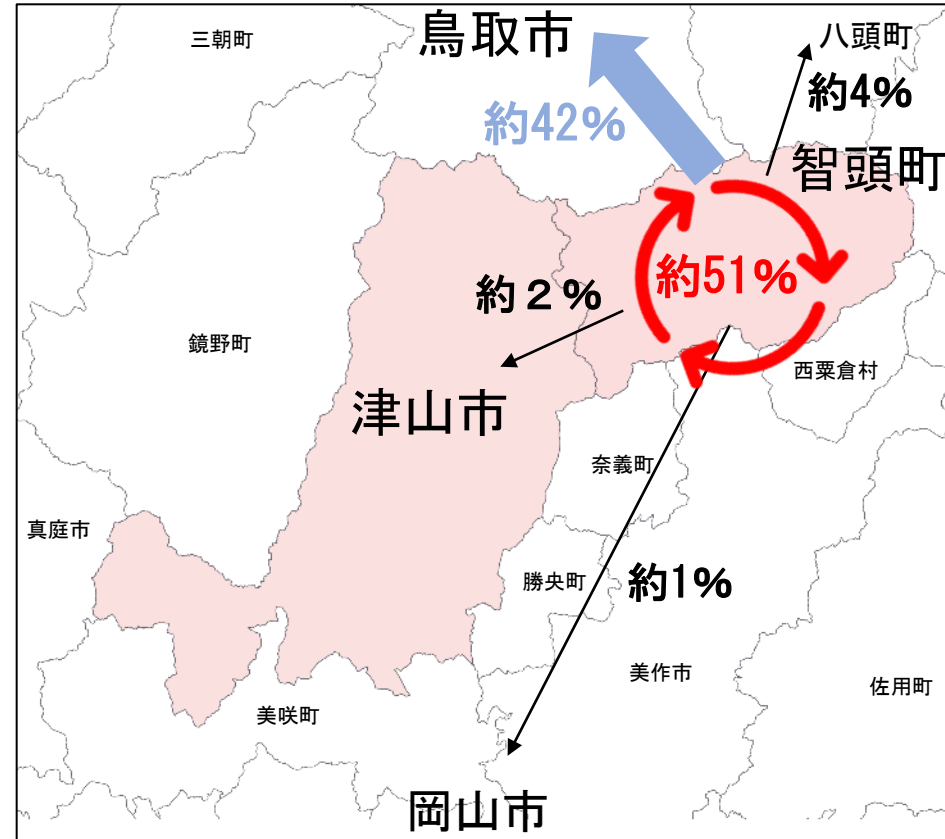 三朝町
鳥取市
八頭町
約4%
約42%
智頭町
約51%
約２%
鏡野町
西粟倉村
津山市
奈義町
真庭市
勝央町
約1%
美作市
佐用町
美咲町
岡山市